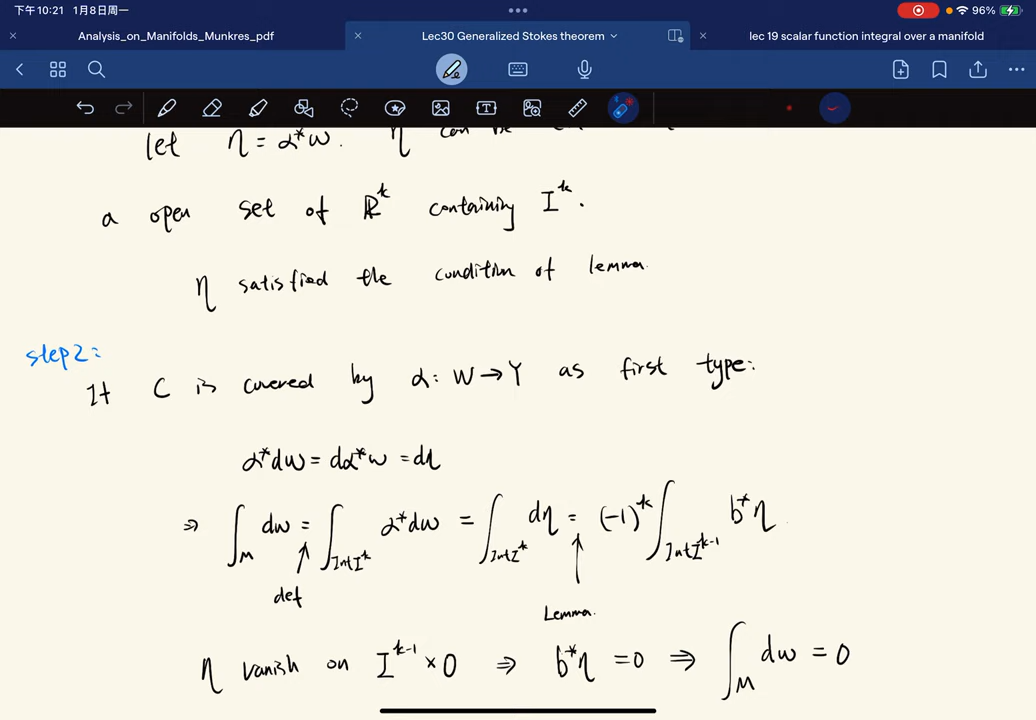 下午10:21 1月8日周一
96%
Analysis_on_Manifolds_Munkres_pdf
Lec30 Generalized Stokes theorem
lec 19 scalar function integral over a manifold
let η = α*ω. η can be
a open set of ℝ^k containing I^k.
η satisfied the condition of lemma.
step2:
If C is covered by α: W → Y as first type:
α*dω = dα*ω = dη
⇒ ∫_M dω = ∫_{Int I^k} α*dω = ∫_{Int I^k} dη = (-1)^k ∫_{Int I^{k-1}} b*η
def
Lemma.
η vanish on I^{k-1} × 0 ⇒ b*η = 0 ⇒ ∫_M dω = 0